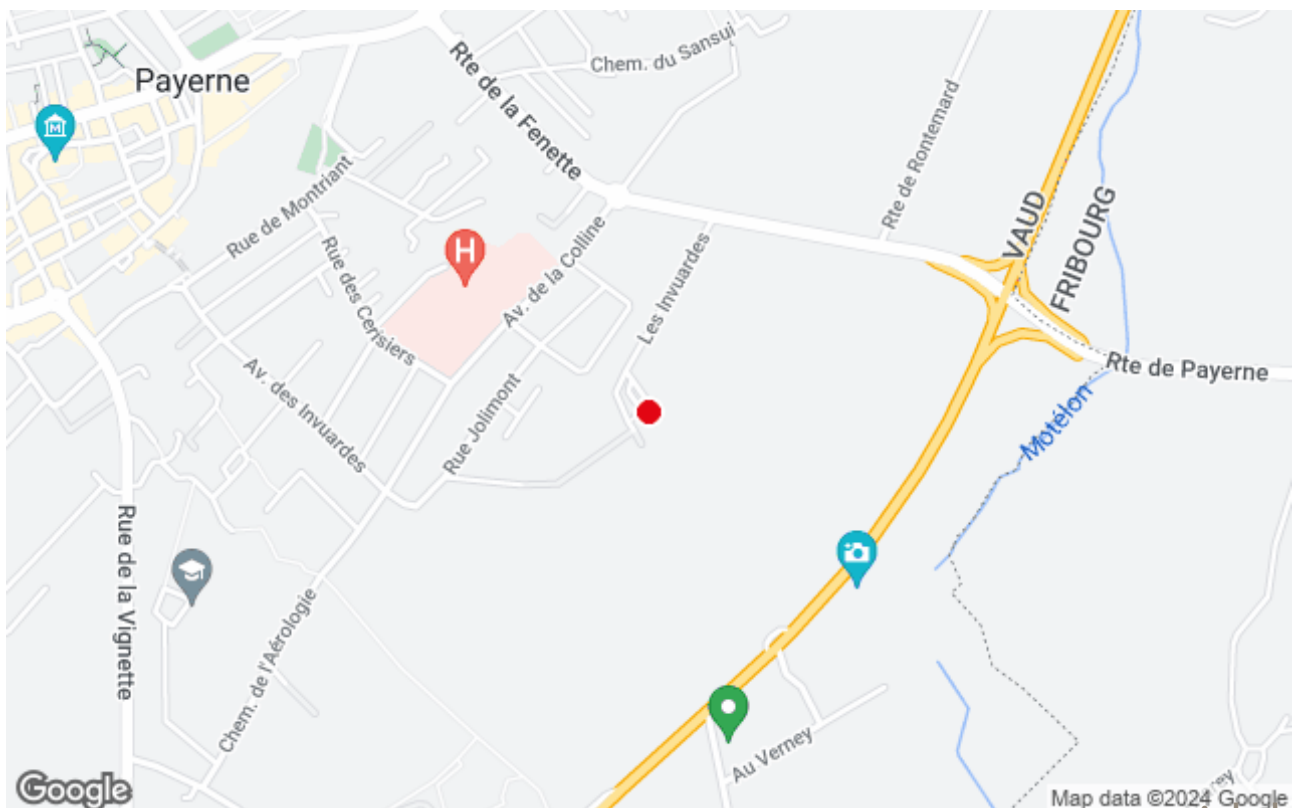 Payerne
Chem. du Sansui
Rte de la Fenette
Rte de Rontemard
M
Rue de Montriant
VAUD
FRIBOURG
H
Rue des Cerisiers
Av. de la Colline
Les Invuardes
Rte de Payerne
Av. des Invuardes
Rue Jolimont
Motélon
Rue de la Vignette
Chem. de l'Aérologie
Au Verney
rey
Google
Map data ©2024 Google